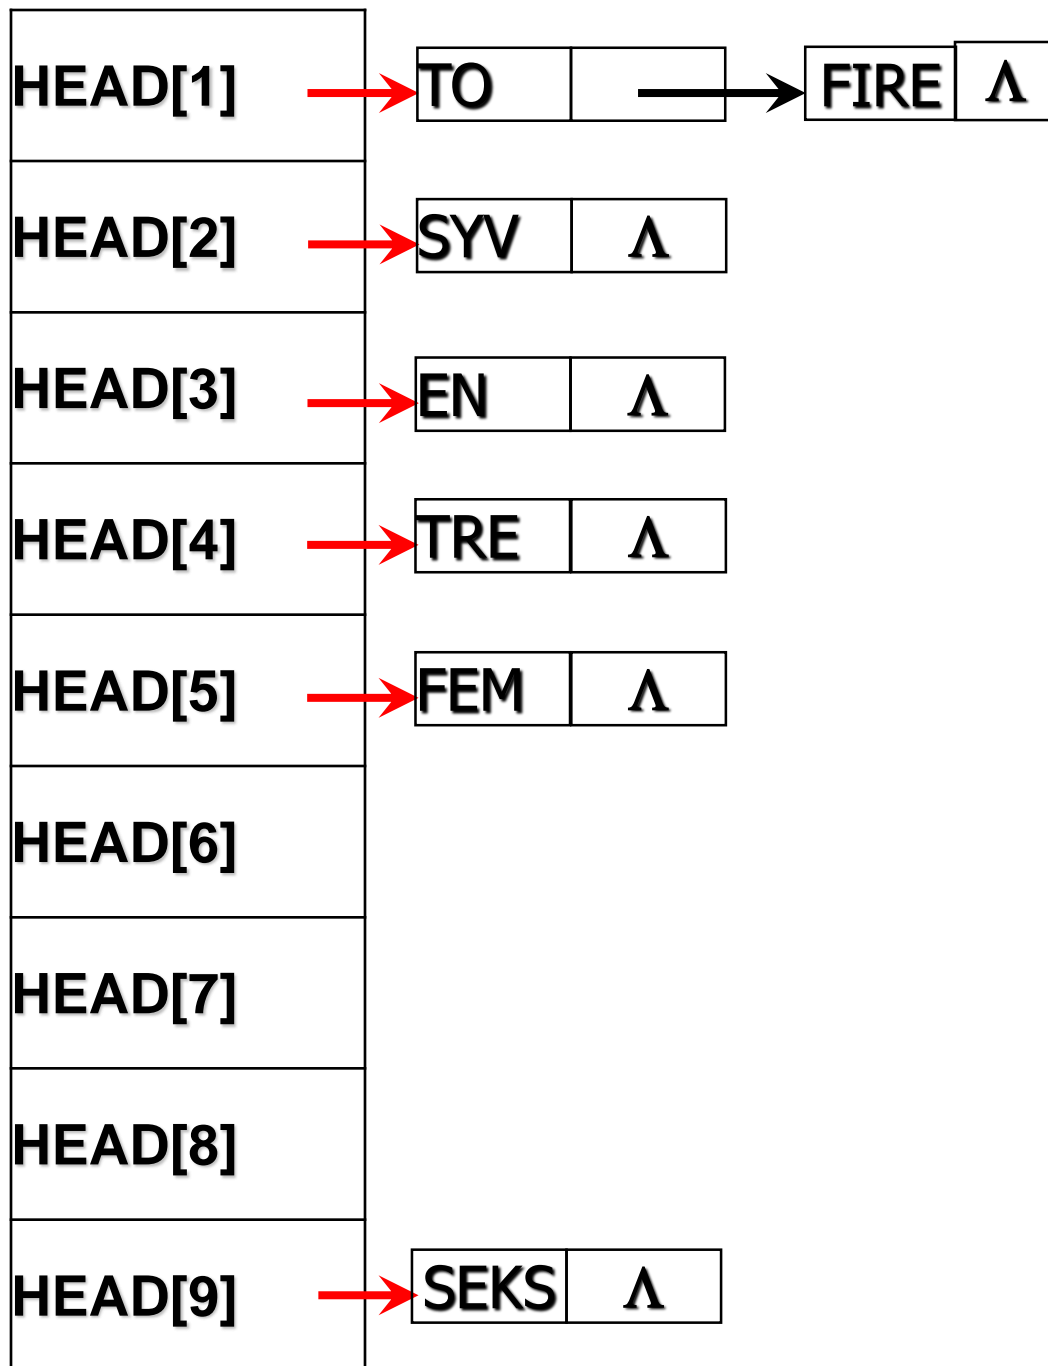 HEAD[1] TO FIRE Λ
HEAD[2] SYV Λ
HEAD[3] EN Λ
HEAD[4] TRE Λ
HEAD[5] FEM Λ
HEAD[6]
HEAD[7]
HEAD[8]
HEAD[9] SEKS Λ